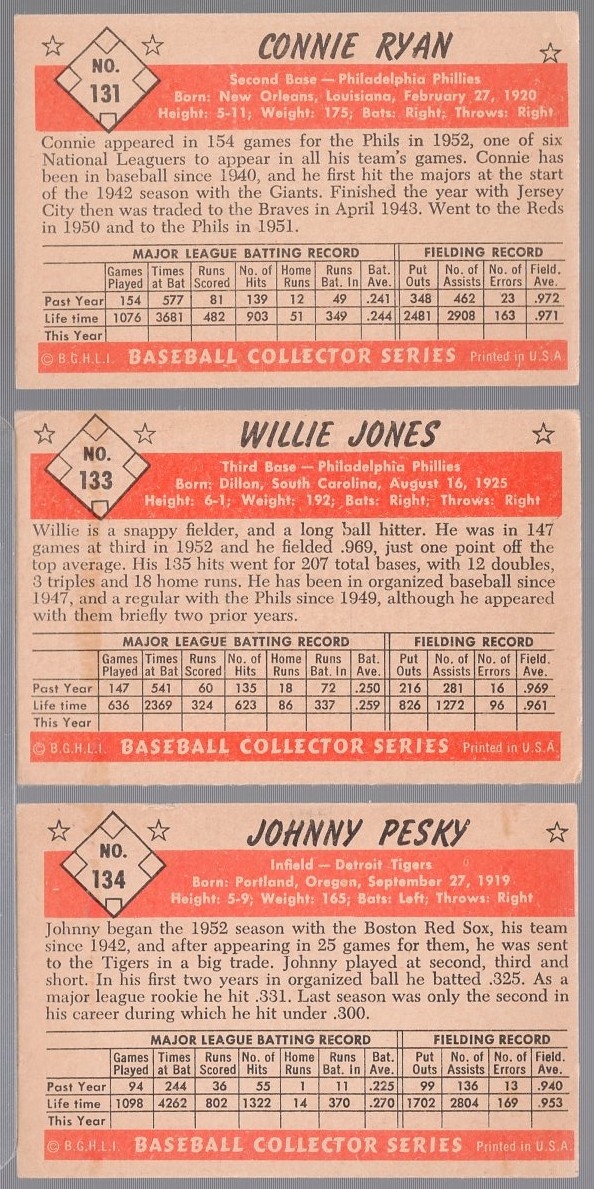 CONNIE RYAN
NO.
131
Second Base — Philadelphia Phillies
Born: New Orleans, Louisiana, February 27, 1920
Height: 5-11; Weight: 175; Bats: Right; Throws: Right
Connie appeared in 154 games for the Phils in 1952, one of six
National Leaguers to appear in all his team's games. Connie has
been in baseball since 1940, and he first hit the majors at the start
of the 1942 season with the Giants. Finished the year with Jersey
City then was traded to the Braves in April 1943. Went to the Reds
in 1950 and to the Phils in 1951.
MAJOR LEAGUE BATTING RECORD FIELDING RECORD
Games Times Runs No. of Home Runs Bat. Put No. of No. of Field.
Played at Bat Scored Hits Runs Bat. In Ave. Outs Assists Errors Ave.
Past Year 154 577 81 139 12 49 .241 348 462 23 .972
Life time 1076 3681 482 903 51 349 .244 2481 2908 163 .971
This Year
© B.G.H.L.I. BASEBALL COLLECTOR SERIES Printed in U.S.A.
WILLIE JONES
NO.
133
Third Base — Philadelphia Phillies
Born: Dillon, South Carolina, August 16, 1925
Height: 6-1; Weight: 192; Bats: Right; Throws: Right
Willie is a snappy fielder, and a long ball hitter. He was in 147
games at third in 1952 and he fielded .969, just one point off the
top average. His 135 hits went for 207 total bases, with 12 doubles,
3 triples and 18 home runs. He has been in organized baseball since
1947, and a regular with the Phils since 1949, although he appeared
with them briefly two prior years.
MAJOR LEAGUE BATTING RECORD FIELDING RECORD
Games Times Runs No. of Home Runs Bat. Put No. of No. of Field.
Played at Bat Scored Hits Runs Bat. In Ave. Outs Assists Errors Ave.
Past Year 147 541 60 135 18 72 .250 216 281 16 .969
Life time 636 2369 324 623 86 337 .259 826 1272 96 .961
This Year
© B.G.H.L.I. BASEBALL COLLECTOR SERIES Printed in U.S.A.
JOHNNY PESKY
NO.
134
Infield — Detroit Tigers
Born: Portland, Oregon, September 27, 1919
Height: 5-9; Weight: 165; Bats: Left; Throws: Right
Johnny began the 1952 season with the Boston Red Sox, his team
since 1942, and after appearing in 25 games for them, he was sent
to the Tigers in a big trade. Johnny played at second, third and
short. In his first two years in organized ball he batted .325. As a
major league rookie he hit .331. Last season was only the second in
his career during which he hit under .300.
MAJOR LEAGUE BATTING RECORD FIELDING RECORD
Games Times Runs No. of Home Runs Bat. Put No. of No. of Field.
Played at Bat Scored Hits Runs Bat. In Ave. Outs Assists Errors Ave.
Past Year 94 244 36 55 1 11 .225 99 136 13 .940
Life time 1098 4262 802 1322 14 370 .270 1702 2804 169 .953
This Year
© B.G.H.L.I. BASEBALL COLLECTOR SERIES Printed in U.S.A.